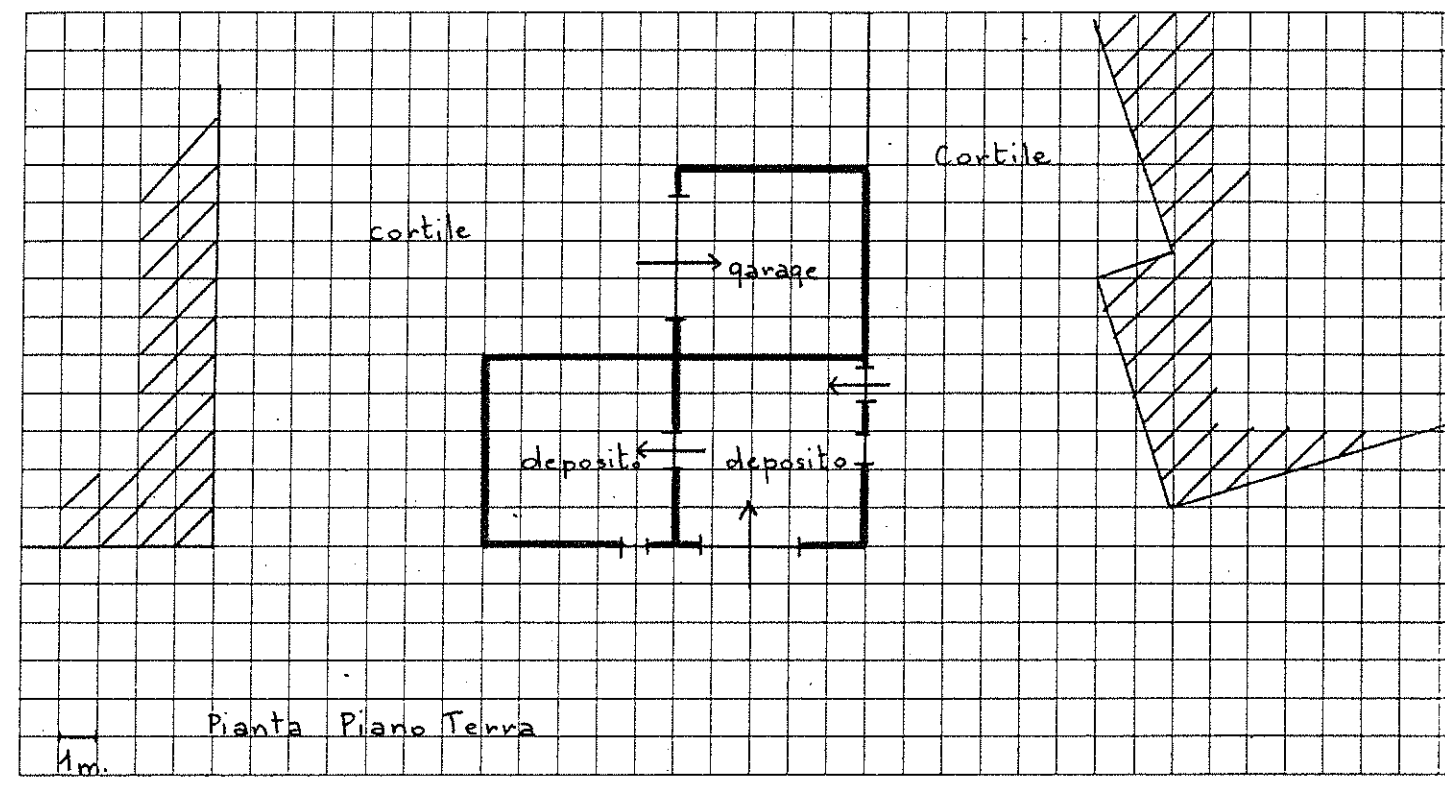 Cortile
cortile
garage
deposito deposito
Pianta Piano Terra
1m.